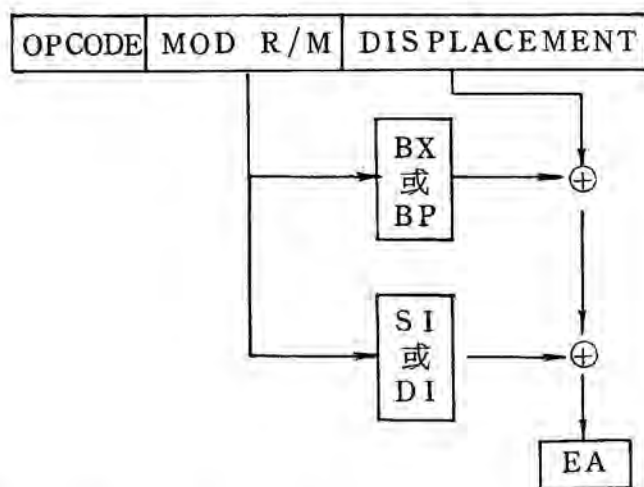 OPCODE MOD R/M DISPLACEMENT
BX
或
BP
SI
或
DI
EA